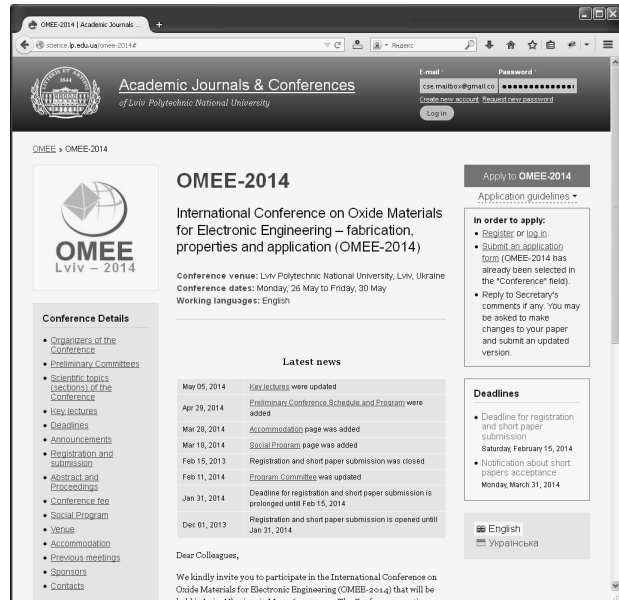 OMEE-2014 | Academic Journals ...
science.lp.edu.ua/omee-2014#
Яндекс
Academic Journals & Conferences
of Lviv Polytechnic National University
E-mail *
Password *
cse.mailbox@gmail.co
Create new account Request new password
Log in
OMEE » OMEE-2014
OMEE
Lviv – 2014
Conference Details
Organizers of the
Conference
Preliminary Committees
Scientific topics
(sections) of the
Conference
Key lectures
Deadlines
Announcements
Registration and
submission
Abstract and
Proceedings
Conference fee
Social Program
Venue
Accommodation
Previous meetings
Sponsors
Contacts
OMEE-2014
International Conference on Oxide Materials
for Electronic Engineering – fabrication,
properties and application (OMEE-2014)
Conference venue: Lviv Polytechnic National University, Lviv, Ukraine
Conference dates: Monday, 26 May to Friday, 30 May
Working languages: English
Latest news
May 05, 2014 Key lectures were updated
Apr 29, 2014 Preliminary Conference Schedule and Program were
added
Mar 28, 2014 Accommodation page was added
Mar 18, 2014 Social Program page was added
Feb 15, 2013 Registration and short paper submission was closed
Feb 11, 2014 Program Committee was updated
Jan 31, 2014 Deadline for registration and short paper submission is
prolonged until Feb 15, 2014
Dec 01, 2013 Registration and short paper submission is opened untill
Jan 31, 2014
Dear Colleagues,
We kindly invite you to participate in the International Conference on
Oxide Materials for Electronic Engineering (OMEE-2014) that will be
Apply to OMEE-2014
Application guidelines
In order to apply:
Register or log in.
Submit an application
form (OMEE-2014 has
already been selected in
the "Conference" field).
Reply to Secretary's
comments if any. You may
be asked to make
changes to your paper
and submit an updated
version.
Deadlines
Deadline for registration
and short paper
submission
Saturday, February 15, 2014
Notification about short
papers acceptance
Monday, March 31, 2014
English
Українська